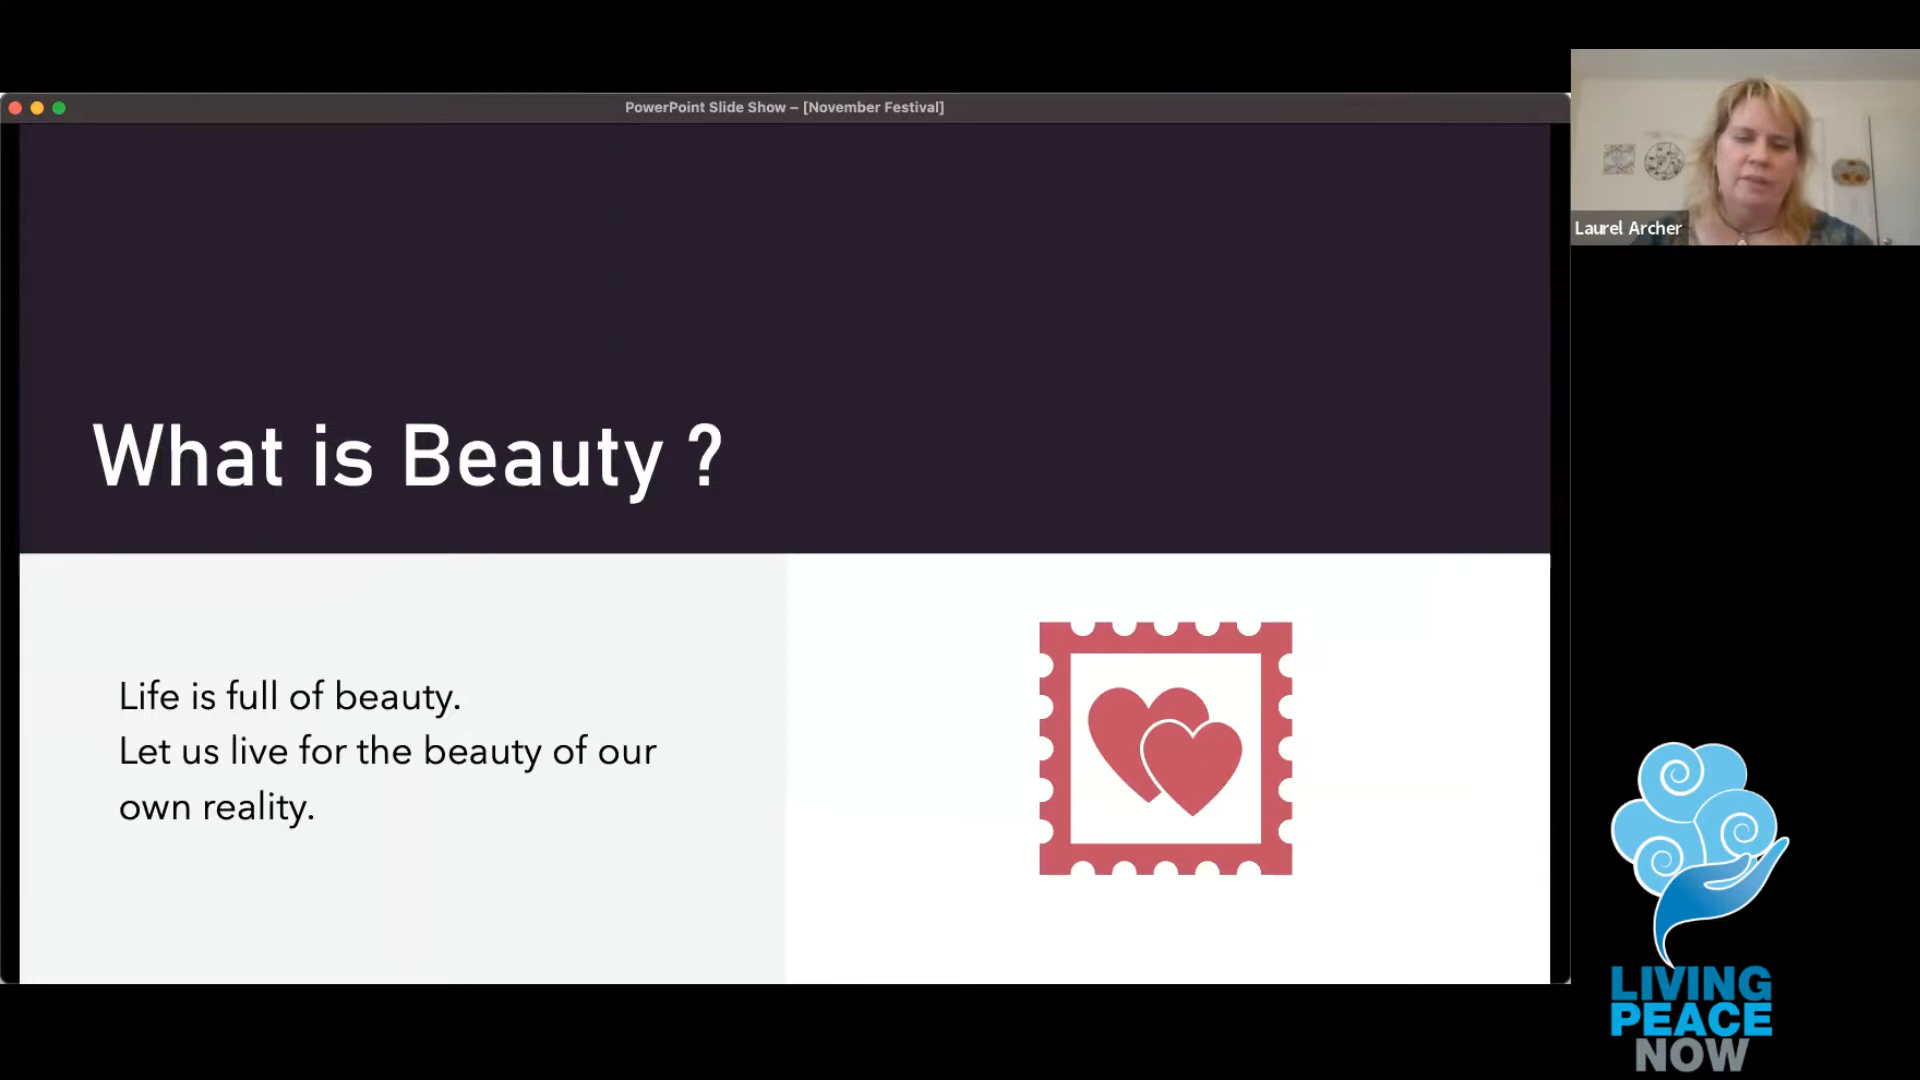 PowerPoint Slide Show – [November Festival]
Laurel Archer
What is Beauty ?
Life is full of beauty.
Let us live for the beauty of our
own reality.
LIVING
PEACE
NOW